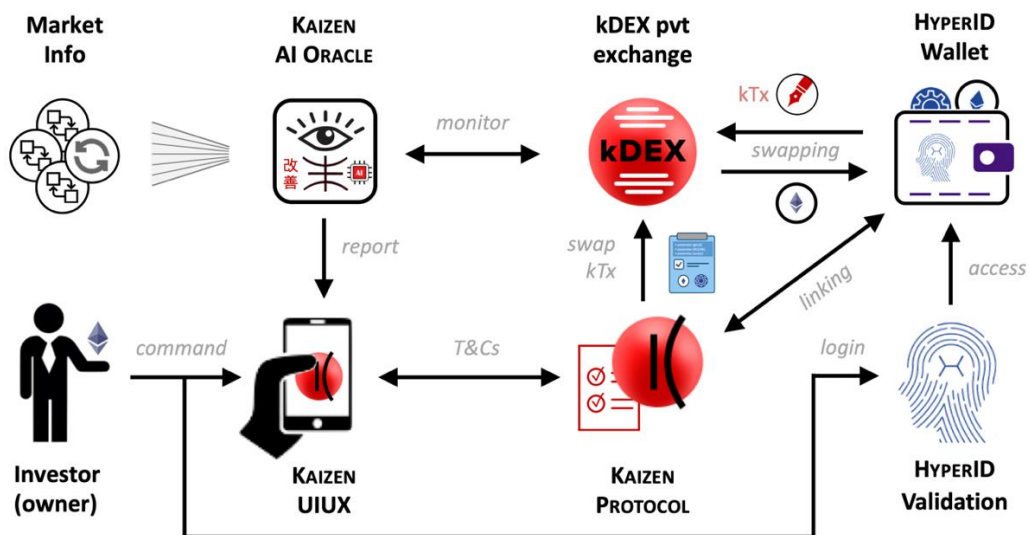 Market
Info
KAIZEN
AI ORACLE
kDEX pvt
exchange
HYPERID
Wallet
monitor
kTx
swapping
kDEX
改
善
AI
report
swap
kTx
linking
access
command
T&Cs
login
Investor
(owner)
KAIZEN
UIUX
KAIZEN
PROTOCOL
HYPERID
Validation